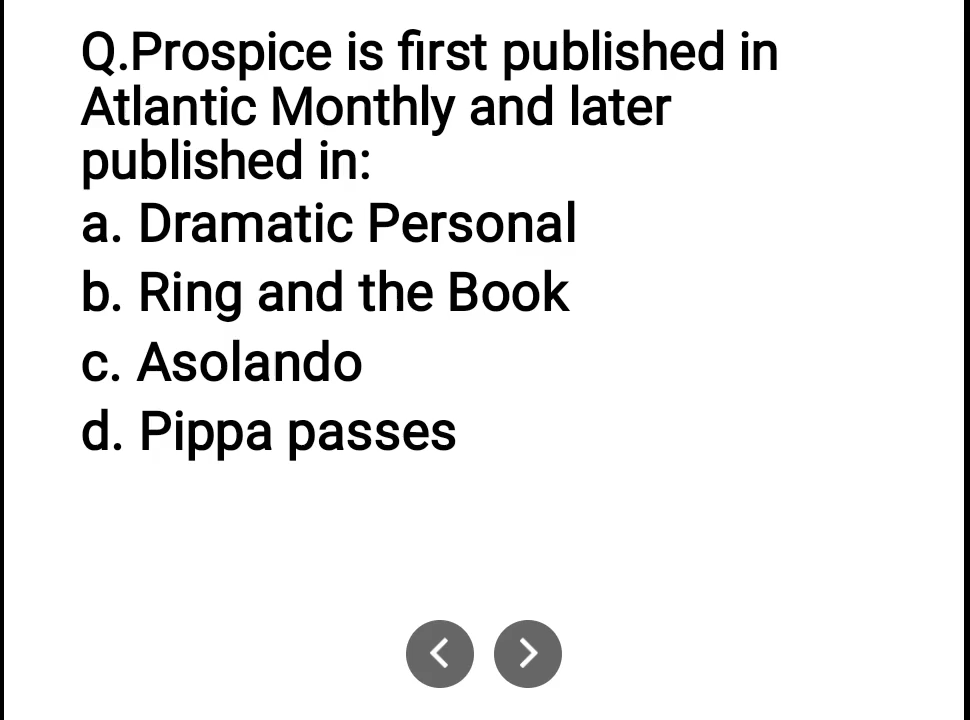 Q.Prospice is first published in
Atlantic Monthly and later
published in:
a. Dramatic Personal
b. Ring and the Book
c. Asolando
d. Pippa passes